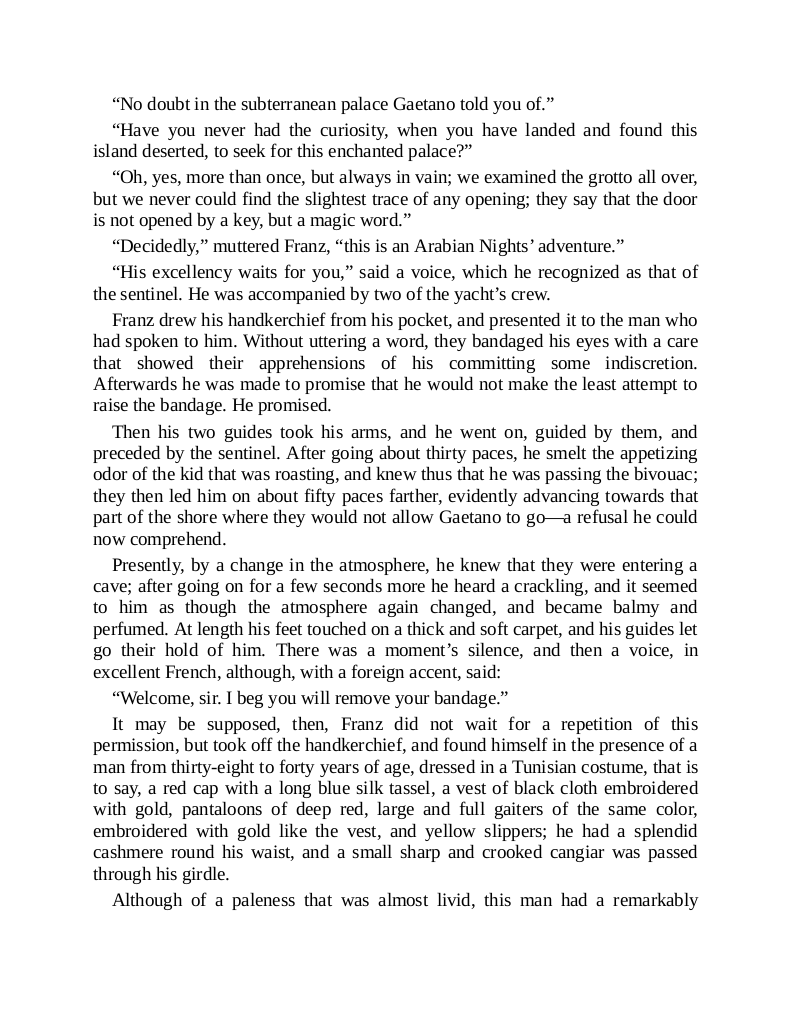 “No doubt in the subterranean palace Gaetano told you of.”
“Have you never had the curiosity, when you have landed and found this
island deserted, to seek for this enchanted palace?”
“Oh, yes, more than once, but always in vain; we examined the grotto all over,
but we never could find the slightest trace of any opening; they say that the door
is not opened by a key, but a magic word.”
“Decidedly,” muttered Franz, “this is an Arabian Nights’ adventure.”
“His excellency waits for you,” said a voice, which he recognized as that of
the sentinel. He was accompanied by two of the yacht’s crew.
Franz drew his handkerchief from his pocket, and presented it to the man who
had spoken to him. Without uttering a word, they bandaged his eyes with a care
that showed their apprehensions of his committing some indiscretion.
Afterwards he was made to promise that he would not make the least attempt to
raise the bandage. He promised.
Then his two guides took his arms, and he went on, guided by them, and
preceded by the sentinel. After going about thirty paces, he smelt the appetizing
odor of the kid that was roasting, and knew thus that he was passing the bivouac;
they then led him on about fifty paces farther, evidently advancing towards that
part of the shore where they would not allow Gaetano to go—a refusal he could
now comprehend.
Presently, by a change in the atmosphere, he knew that they were entering a
cave; after going on for a few seconds more he heard a crackling, and it seemed
to him as though the atmosphere again changed, and became balmy and
perfumed. At length his feet touched on a thick and soft carpet, and his guides let
go their hold of him. There was a moment’s silence, and then a voice, in
excellent French, although, with a foreign accent, said:
“Welcome, sir. I beg you will remove your bandage.”
It may be supposed, then, Franz did not wait for a repetition of this
permission, but took off the handkerchief, and found himself in the presence of a
man from thirty-eight to forty years of age, dressed in a Tunisian costume, that is
to say, a red cap with a long blue silk tassel, a vest of black cloth embroidered
with gold, pantaloons of deep red, large and full gaiters of the same color,
embroidered with gold like the vest, and yellow slippers; he had a splendid
cashmere round his waist, and a small sharp and crooked cangiar was passed
through his girdle.
Although of a paleness that was almost livid, this man had a remarkably